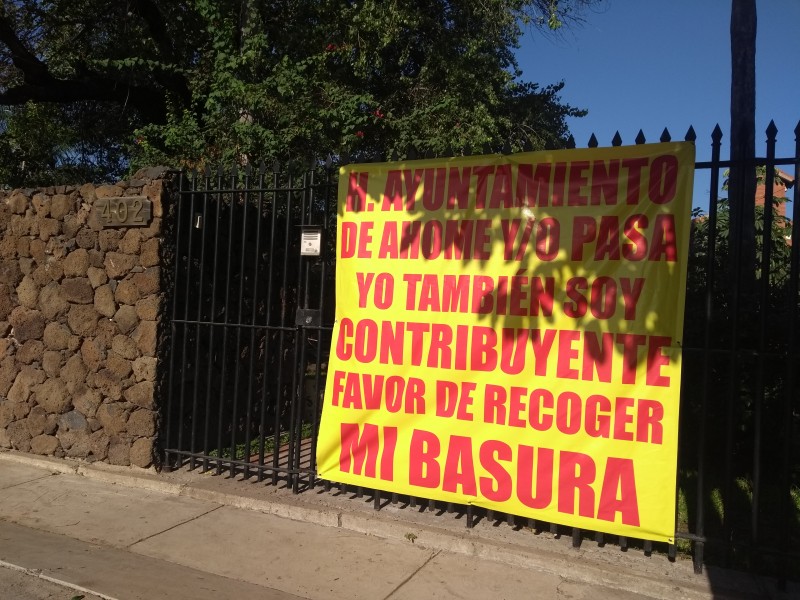 402
H. AYUNTAMIENTO
DE AHOME Y/O PASA
YO TAMBIÉN SOY
CONTRIBUYENTE
FAVOR DE RECOGER
MI BASURA